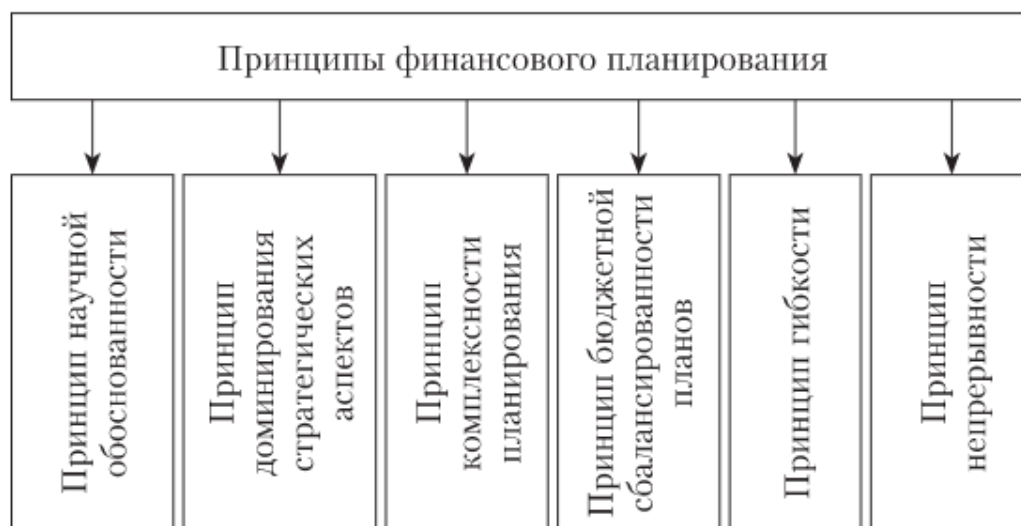 Принципы финансового планирования
Принцип научной
обоснованности
Принцип
доминирования
стратегических
аспектов
Принцип
комплексности
планирования
Принцип бюджетной
сбалансированности
планов
Принцип гибкости
Принцип
непрерывности